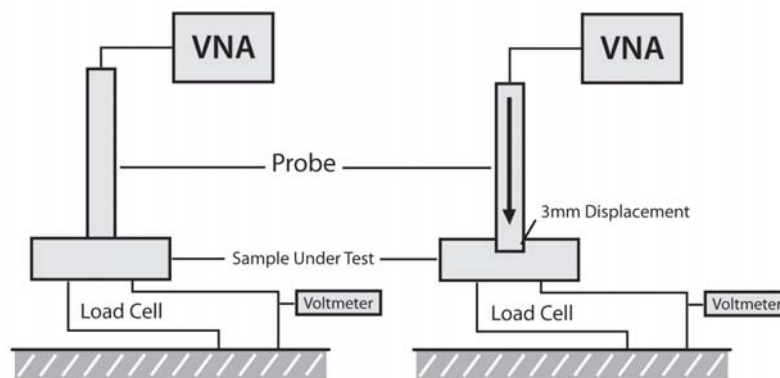 VNA
VNA
Probe
3mm Displacement
Sample Under Test
Voltmeter
Voltmeter
Load Cell
Load Cell